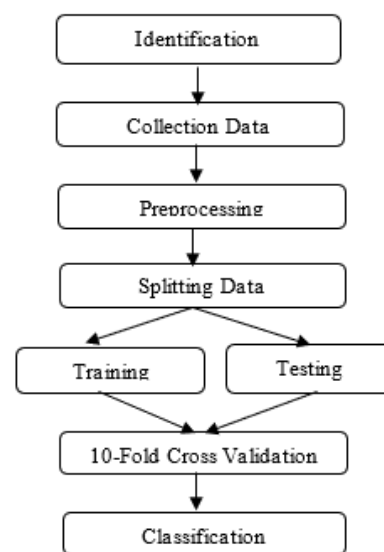 Identification
Collection Data
Preprocessing
Splitting Data
Training
Testing
10-Fold Cross Validation
Classification